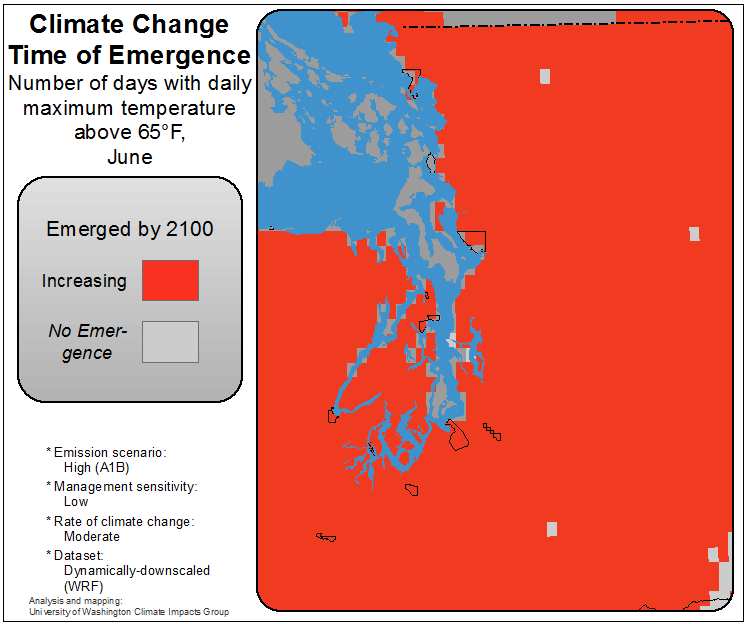 Climate Change
Time of Emergence
Number of days with daily
maximum temperature
above 65°F,
June
Emerged by 2100
Increasing
No Emer-
gence
* Emission scenario:
High (A1B)
* Management sensitivity:
Low
* Rate of climate change:
Moderate
* Dataset:
Dynamically-downscaled
(WRF)
Analysis and mapping:
University of Washington Climate Impacts Group